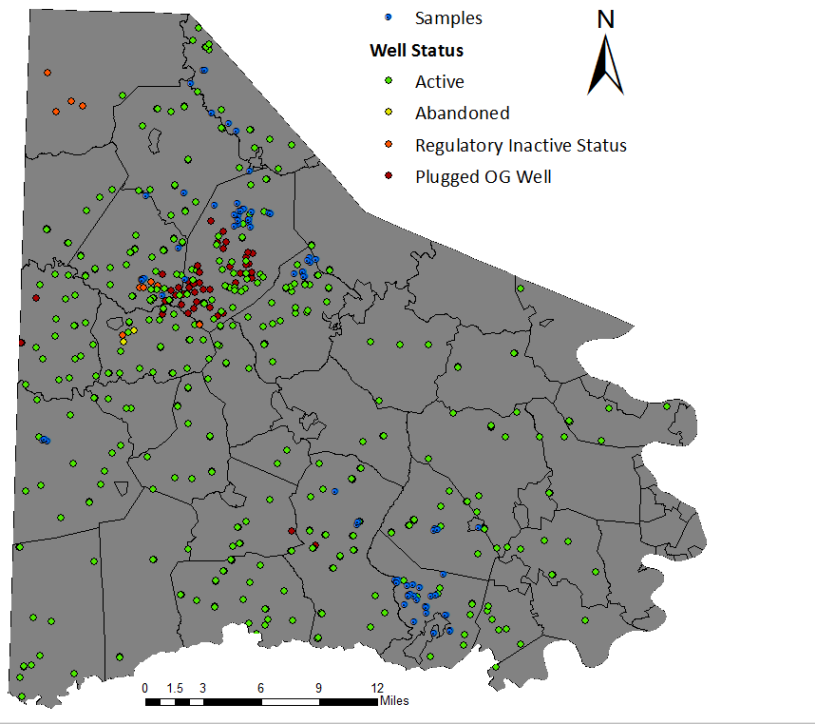 Samples
N
Well Status
Active
Abandoned
Regulatory Inactive Status
Plugged OG Well
0 1.5 3 6 9 12
Miles